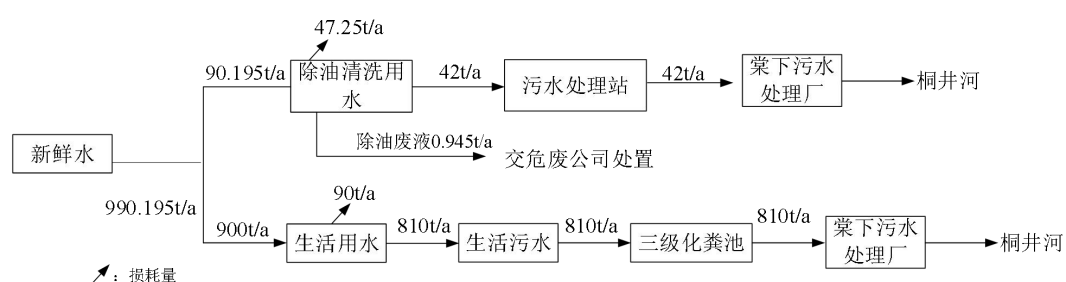 47.25t/a
90.195t/a
除油清洗用
水
42t/a
污水处理站
42t/a
棠下污水
处理厂
桐井河
除油废液0.945t/a
交危废公司处置
新鲜水
990.195t/a
900t/a
90t/a
生活用水
810t/a
生活污水
810t/a
三级化粪池
810t/a
棠下污水
处理厂
桐井河
：损耗量